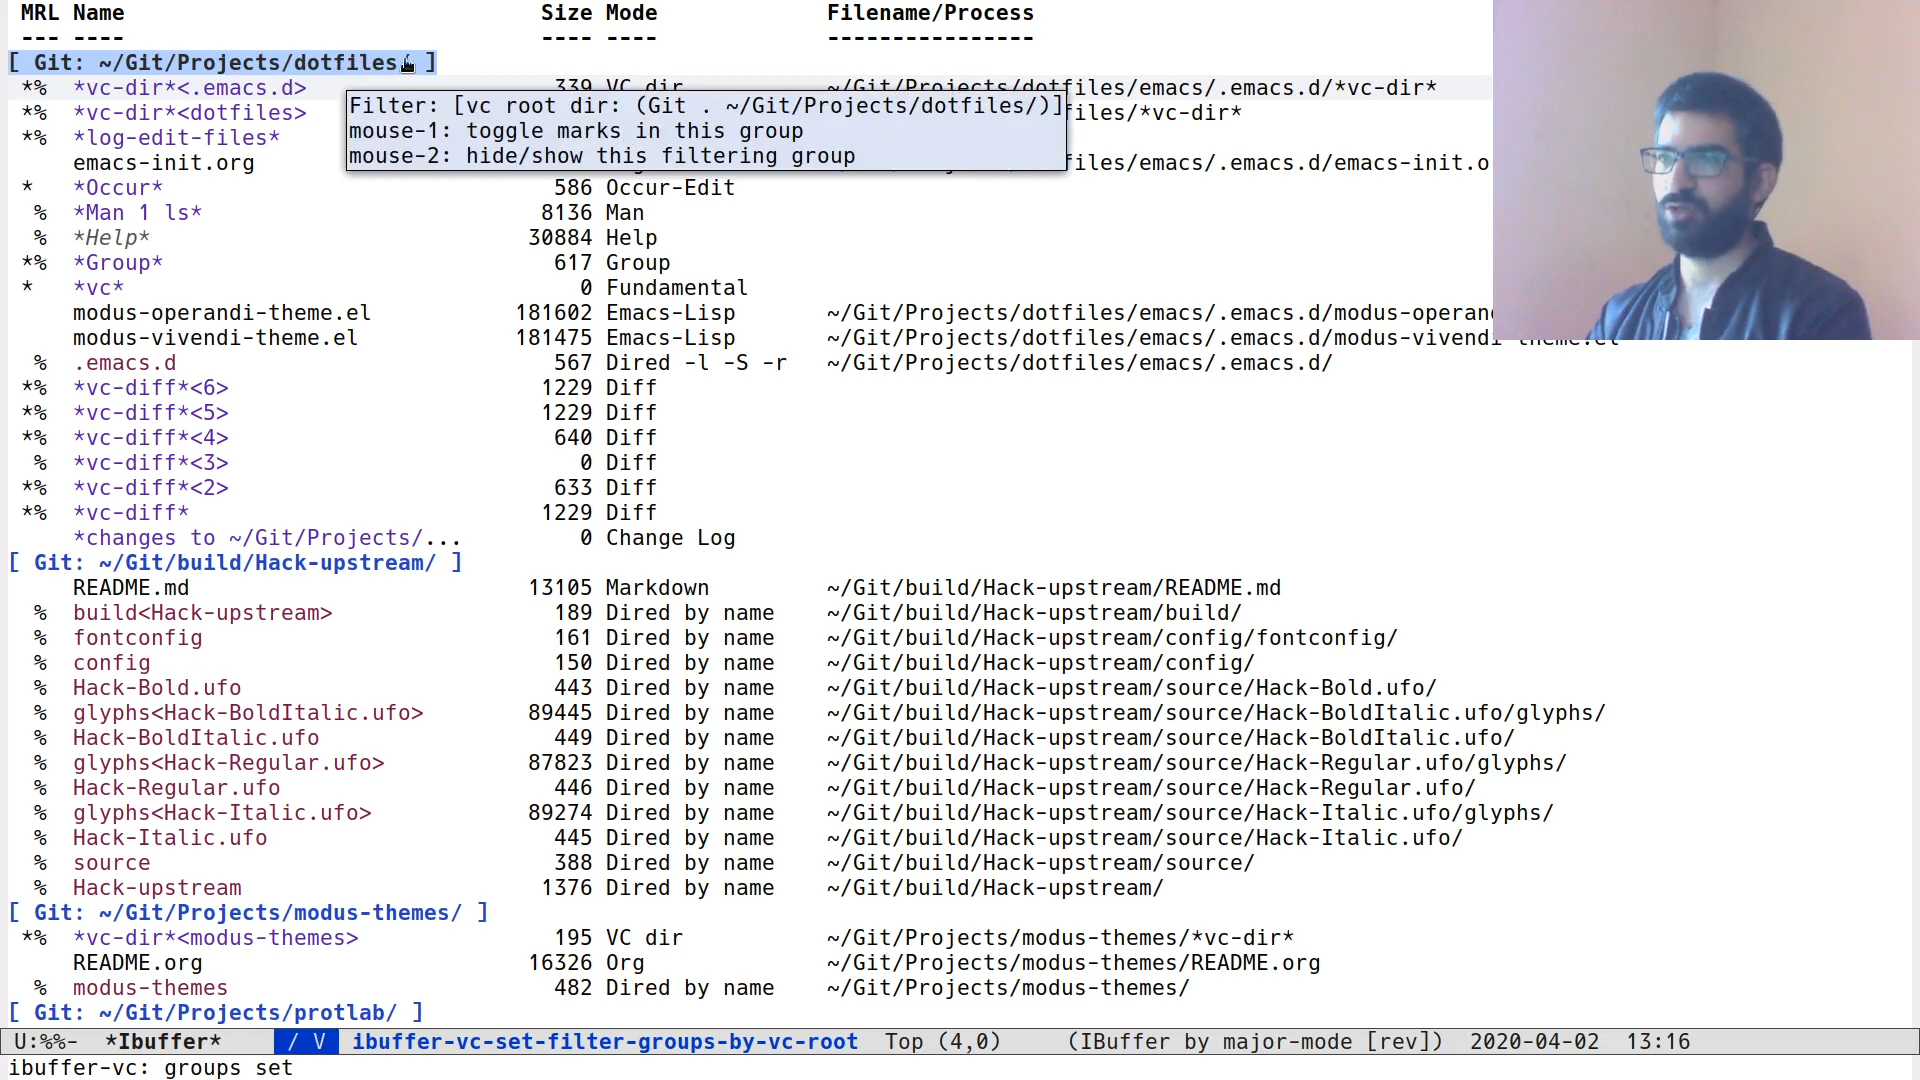 MRL Name Size Mode Filename/Process
--- ---- ---- ---- ----------------
[ Git: ~/Git/Projects/dotfiles/ ]
*% *vc-dir*<.emacs.d> 339 VC dir ~/Git/Projects/dotfiles/emacs/.emacs.d/*vc-dir*
Filter: [vc root dir: (Git . ~/Git/Projects/dotfiles/)]
mouse-1: toggle marks in this group
mouse-2: hide/show this filtering group
*% *vc-dir*<dotfiles> files/*vc-dir*
*% *log-edit-files*
emacs-init.org files/emacs/.emacs.d/emacs-init.o
* *Occur* 586 Occur-Edit
% *Man 1 ls* 8136 Man
% *Help* 30884 Help
*% *Group* 617 Group
* *vc* 0 Fundamental
modus-operandi-theme.el 181602 Emacs-Lisp ~/Git/Projects/dotfiles/emacs/.emacs.d/modus-operan
modus-vivendi-theme.el 181475 Emacs-Lisp ~/Git/Projects/dotfiles/emacs/.emacs.d/modus-vivendi-theme.el
% .emacs.d 567 Dired -l -S -r ~/Git/Projects/dotfiles/emacs/.emacs.d/
*% *vc-diff*<6> 1229 Diff
*% *vc-diff*<5> 1229 Diff
*% *vc-diff*<4> 640 Diff
% *vc-diff*<3> 0 Diff
*% *vc-diff*<2> 633 Diff
*% *vc-diff* 1229 Diff
*changes to ~/Git/Projects/... 0 Change Log
[ Git: ~/Git/build/Hack-upstream/ ]
README.md 13105 Markdown ~/Git/build/Hack-upstream/README.md
% build<Hack-upstream> 189 Dired by name ~/Git/build/Hack-upstream/build/
% fontconfig 161 Dired by name ~/Git/build/Hack-upstream/config/fontconfig/
% config 150 Dired by name ~/Git/build/Hack-upstream/config/
% Hack-Bold.ufo 443 Dired by name ~/Git/build/Hack-upstream/source/Hack-Bold.ufo/
% glyphs<Hack-BoldItalic.ufo> 89445 Dired by name ~/Git/build/Hack-upstream/source/Hack-BoldItalic.ufo/glyphs/
% Hack-BoldItalic.ufo 449 Dired by name ~/Git/build/Hack-upstream/source/Hack-BoldItalic.ufo/
% glyphs<Hack-Regular.ufo> 87823 Dired by name ~/Git/build/Hack-upstream/source/Hack-Regular.ufo/glyphs/
% Hack-Regular.ufo 446 Dired by name ~/Git/build/Hack-upstream/source/Hack-Regular.ufo/
% glyphs<Hack-Italic.ufo> 89274 Dired by name ~/Git/build/Hack-upstream/source/Hack-Italic.ufo/glyphs/
% Hack-Italic.ufo 445 Dired by name ~/Git/build/Hack-upstream/source/Hack-Italic.ufo/
% source 388 Dired by name ~/Git/build/Hack-upstream/source/
% Hack-upstream 1376 Dired by name ~/Git/build/Hack-upstream/
[ Git: ~/Git/Projects/modus-themes/ ]
*% *vc-dir*<modus-themes> 195 VC dir ~/Git/Projects/modus-themes/*vc-dir*
README.org 16326 Org ~/Git/Projects/modus-themes/README.org
% modus-themes 482 Dired by name ~/Git/Projects/modus-themes/
[ Git: ~/Git/Projects/protlab/ ]
U:%%- *Ibuffer* / V ibuffer-vc-set-filter-groups-by-vc-root Top (4,0) (IBuffer by major-mode [rev]) 2020-04-02 13:16
ibuffer-vc: groups set